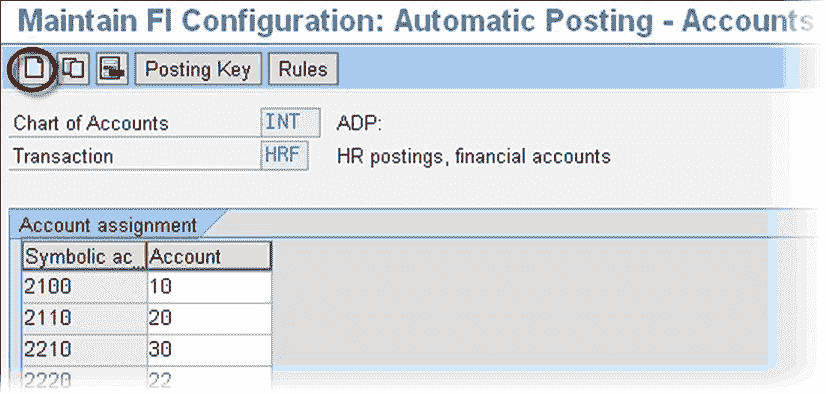 Maintain FI Configuration: Automatic Posting - Accounts
Posting Key Rules
Chart of Accounts INT ADP:
Transaction HRF HR postings, financial accounts
Account assignment
Symbolic ac.. Account
2100 10
2110 20
2210 30
2220 22